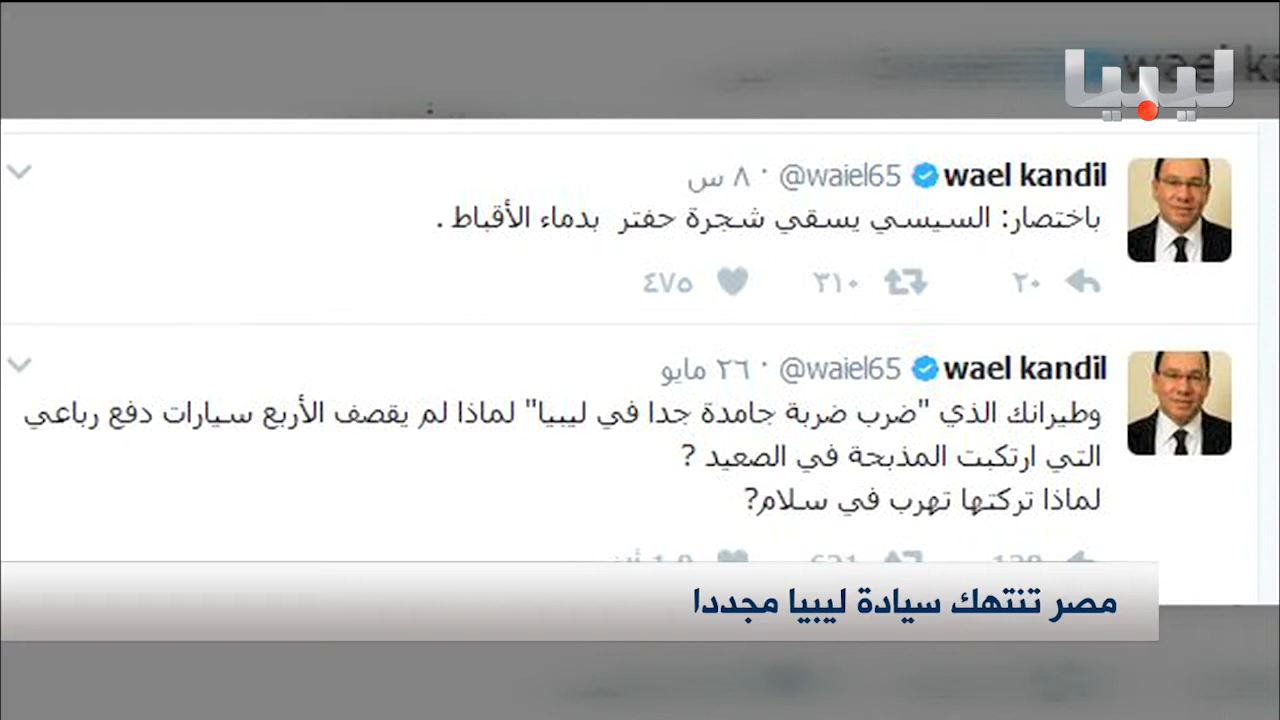 ليبيا
wael kandil @waiel65 · ٨ س
باختصار: السيسي يسقي شجرة حفتر بدماء الأقباط .
٢٠ ٣١٠ ٤٧٥
wael kandil @waiel65 · ٢٦ مايو
وطيرانك الذي "ضرب ضربة جامدة جدا في ليبيا" لماذا لم يقصف الأربع سيارات دفع رباعي
التي ارتكبت المذبحة في الصعيد ?
لماذا تركتها تهرب في سلام?
مصر تنتهك سيادة ليبيا مجددا